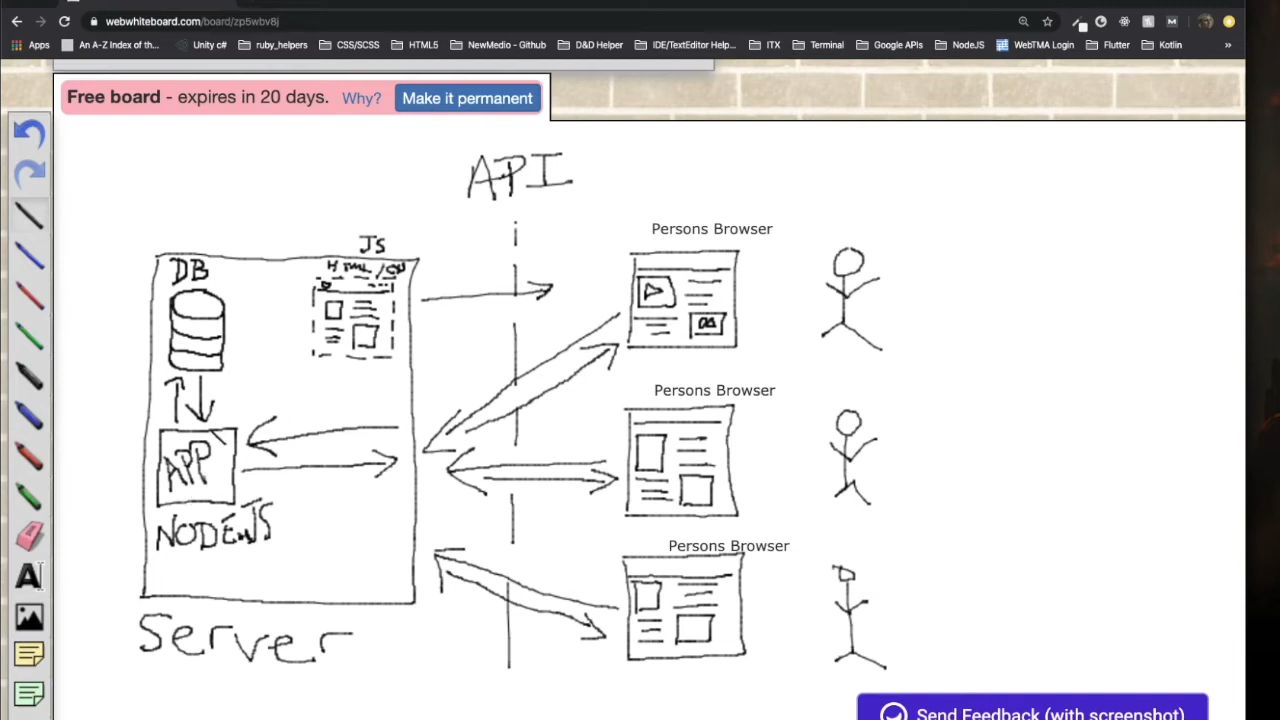 webwhiteboard.com/board/zp5wbv8j
Apps
An A-Z Index of th...
Unity c#
ruby_helpers
CSS/SCSS
HTML5
NewMedio - Github
D&D Helper
IDE/TextEditor Help...
ITX
Terminal
Google APIs
NodeJS
WebTMA Login
Flutter
Kotlin
»
Free board - expires in 20 days. Why? Make it permanent
API
Persons Browser
JS
DB
HTML/CSS
Persons Browser
APP
NODEJS
Persons Browser
Server
A
Send Feedback (with screenshot)